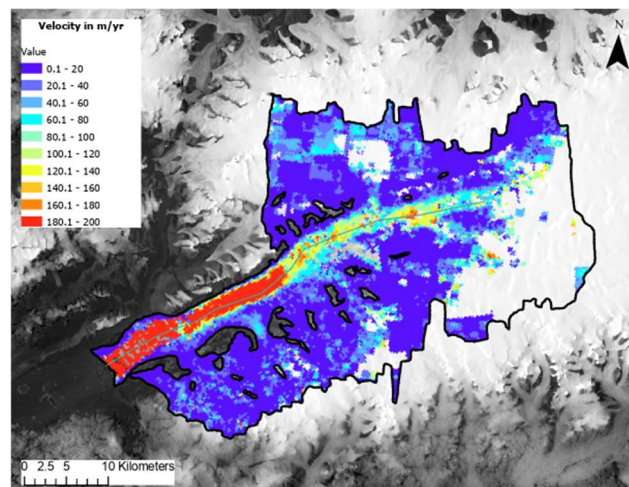 Velocity in m/yr
N
Value
0.1 - 20
20.1 - 40
40.1 - 60
60.1 - 80
80.1 - 100
100.1 - 120
120.1 - 140
140.1 - 160
160.1 - 180
180.1 - 200
0 2.5 5 10 Kilometers